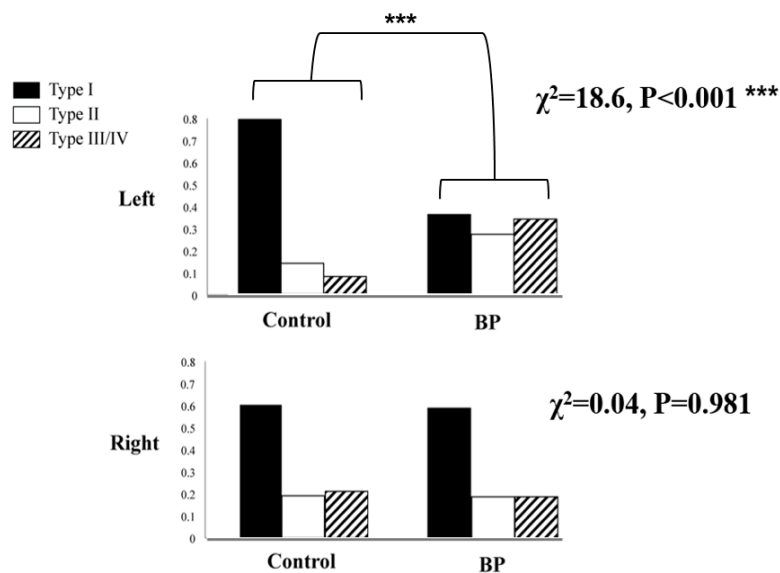 ***
Type I
Type II
Type III/IV
χ²=18.6, P<0.001 ***
0.8
0.7
0.6
0.5
0.4
0.3
0.2
0.1
0
Left
Control BP
0.8
0.7
0.6
0.5
0.4
0.3
0.2
0.1
0
Right
χ²=0.04, P=0.981
Control BP